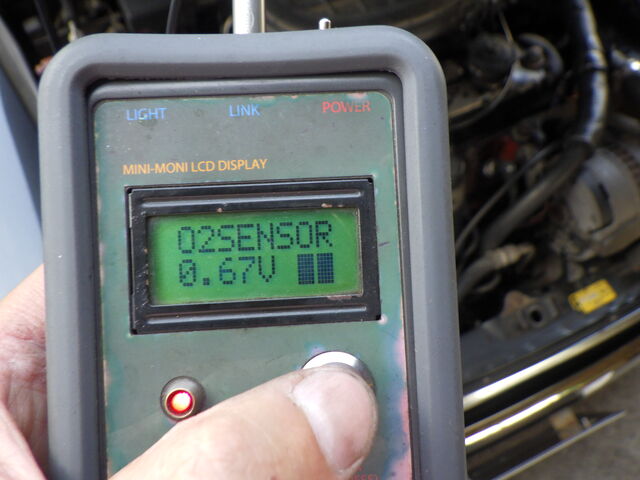 LIGHT LINK POWER
MINI-MONI LCD DISPLAY
O2SENSOR
0.67V